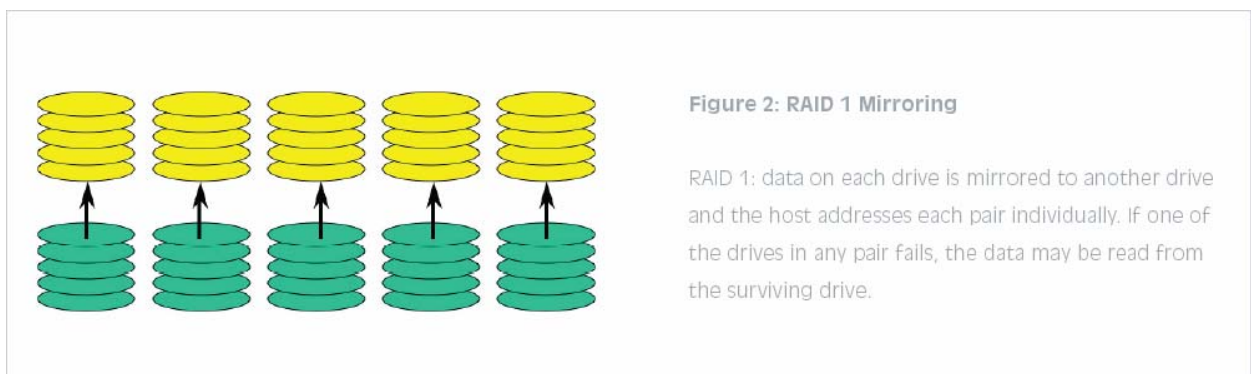 Figure 2: RAID 1 Mirroring
RAID 1: data on each drive is mirrored to another drive
and the host addresses each pair individually. If one of
the drives in any pair fails, the data may be read from
the surviving drive.